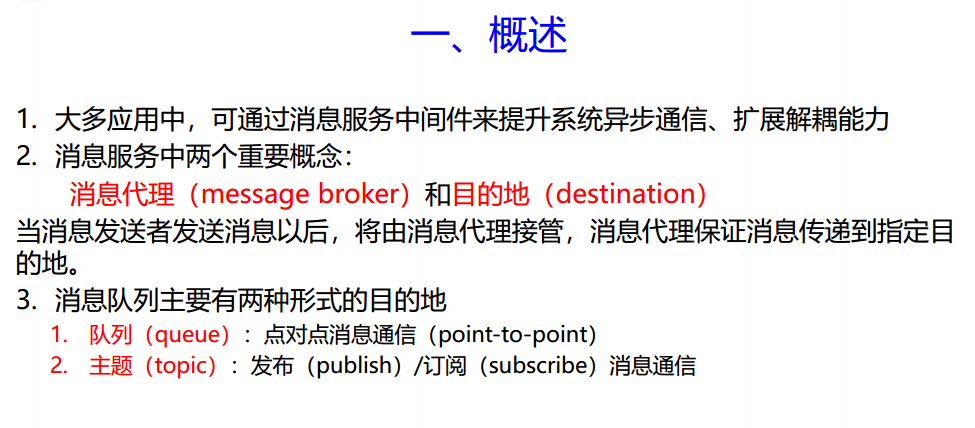 一、概述
1. 大多应用中，可通过消息服务中间件来提升系统异步通信、扩展解耦能力
2. 消息服务中两个重要概念：
消息代理（message broker）和目的地（destination）
当消息发送者发送消息以后，将由消息代理接管，消息代理保证消息传递到指定目
的地。
3. 消息队列主要有两种形式的目的地
1. 队列（queue）：点对点消息通信（point-to-point）
2. 主题（topic）：发布（publish）/订阅（subscribe）消息通信